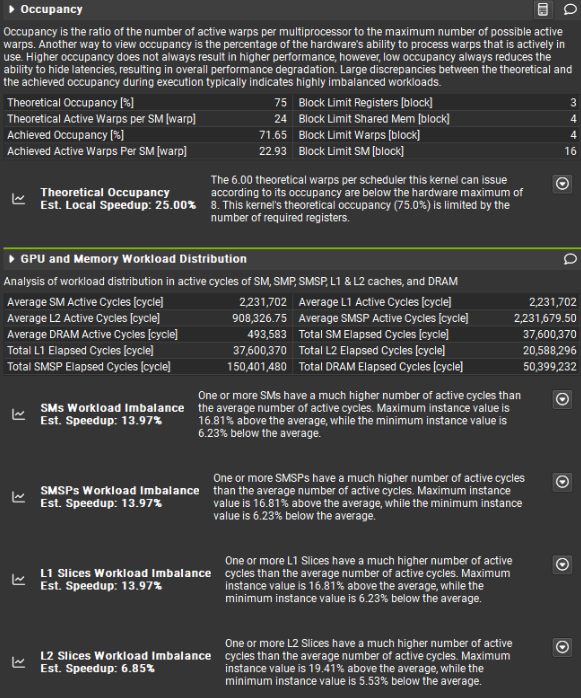 Occupancy
Occupancy is the ratio of the number of active warps per multiprocessor to the maximum number of possible active
warps. Another way to view occupancy is the percentage of the hardware's ability to process warps that is actively in
use. Higher occupancy does not always result in higher performance, however, low occupancy always reduces the
ability to hide latencies, resulting in overall performance degradation. Large discrepancies between the theoretical and
the achieved occupancy during execution typically indicates highly imbalanced workloads.
Theoretical Occupancy [%] 75 Block Limit Registers [block] 3
Theoretical Active Warps per SM [warp] 24 Block Limit Shared Mem [block] 4
Achieved Occupancy [%] 71.65 Block Limit Warps [block] 4
Achieved Active Warps Per SM [warp] 22.93 Block Limit SM [block] 16
The 6.00 theoretical warps per scheduler this kernel can issue
Theoretical Occupancy according to its occupancy are below the hardware maximum of
Est. Local Speedup: 25.00% 8. This kernel's theoretical occupancy (75.0%) is limited by the
number of required registers.
GPU and Memory Workload Distribution
Analysis of workload distribution in active cycles of SM, SMP, SMSP, L1 & L2 caches, and DRAM
Average SM Active Cycles [cycle] 2,231,702 Average L1 Active Cycles [cycle] 2,231,702
Average L2 Active Cycles [cycle] 908,326.75 Average SMSP Active Cycles [cycle] 2,231,679.50
Average DRAM Active Cycles [cycle] 493,583 Total SM Elapsed Cycles [cycle] 37,600,370
Total L1 Elapsed Cycles [cycle] 37,600,370 Total L2 Elapsed Cycles [cycle] 20,588,296
Total SMSP Elapsed Cycles [cycle] 150,401,480 Total DRAM Elapsed Cycles [cycle] 50,399,232
One or more SMs have a much higher number of active cycles than
SMs Workload Imbalance the average number of active cycles. Maximum instance value is
Est. Speedup: 13.97% 16.81% above the average, while the minimum instance value is
6.23% below the average.
One or more SMSPs have a much higher number of active cycles
SMSPs Workload Imbalance than the average number of active cycles. Maximum instance
Est. Speedup: 13.97% value is 16.81% above the average, while the minimum instance
value is 6.23% below the average.
One or more L1 Slices have a much higher number of active
L1 Slices Workload Imbalance cycles than the average number of active cycles. Maximum
Est. Speedup: 13.97% instance value is 16.81% above the average, while the
minimum instance value is 6.23% below the average.
One or more L2 Slices have a much higher number of active
L2 Slices Workload Imbalance cycles than the average number of active cycles. Maximum
Est. Speedup: 6.85% instance value is 19.41% above the average, while the
minimum instance value is 5.53% below the average.